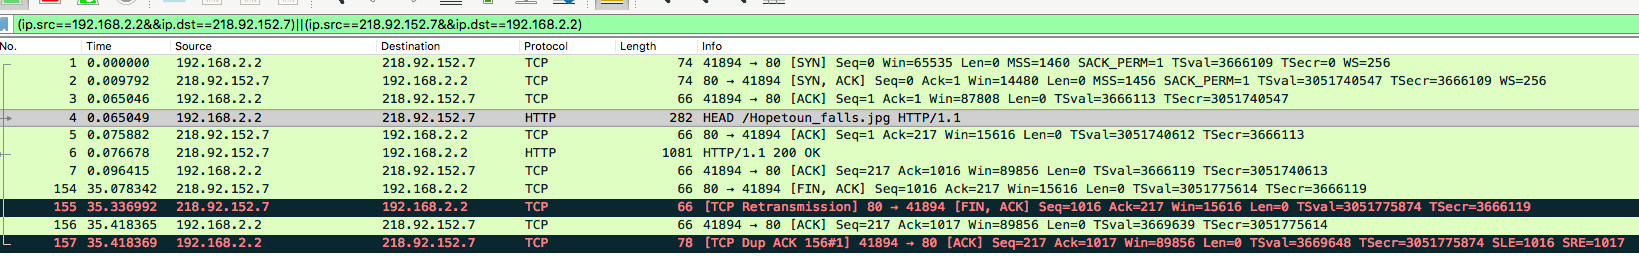 (ip.src==192.168.2.2&&ip.dst==218.92.152.7)||(ip.src==218.92.152.7&&ip.dst==192.168.2.2)
No. Time Source Destination Protocol Length Info
1 0.000000 192.168.2.2 218.92.152.7 TCP 74 41894 → 80 [SYN] Seq=0 Win=65535 Len=0 MSS=1460 SACK_PERM=1 TSval=3666109 TSecr=0 WS=256
2 0.009792 218.92.152.7 192.168.2.2 TCP 74 80 → 41894 [SYN, ACK] Seq=0 Ack=1 Win=14480 Len=0 MSS=1456 SACK_PERM=1 TSval=3051740547 TSecr=3666109 WS=256
3 0.065046 192.168.2.2 218.92.152.7 TCP 66 41894 → 80 [ACK] Seq=1 Ack=1 Win=87808 Len=0 TSval=3666113 TSecr=3051740547
4 0.065049 192.168.2.2 218.92.152.7 HTTP 282 HEAD /Hopetoun_falls.jpg HTTP/1.1
5 0.075882 218.92.152.7 192.168.2.2 TCP 66 80 → 41894 [ACK] Seq=1 Ack=217 Win=15616 Len=0 TSval=3051740612 TSecr=3666113
6 0.076678 218.92.152.7 192.168.2.2 HTTP 1081 HTTP/1.1 200 OK
7 0.096415 192.168.2.2 218.92.152.7 TCP 66 41894 → 80 [ACK] Seq=217 Ack=1016 Win=89856 Len=0 TSval=3666119 TSecr=3051740613
154 35.078342 218.92.152.7 192.168.2.2 TCP 66 80 → 41894 [FIN, ACK] Seq=1016 Ack=217 Win=15616 Len=0 TSval=3051775614 TSecr=3666119
155 35.336992 218.92.152.7 192.168.2.2 TCP 66 [TCP Retransmission] 80 → 41894 [FIN, ACK] Seq=1016 Ack=217 Win=15616 Len=0 TSval=3051775874 TSecr=3666119
156 35.418365 192.168.2.2 218.92.152.7 TCP 66 41894 → 80 [ACK] Seq=217 Ack=1017 Win=89856 Len=0 TSval=3669639 TSecr=3051775614
157 35.418369 192.168.2.2 218.92.152.7 TCP 78 [TCP Dup ACK 156#1] 41894 → 80 [ACK] Seq=217 Ack=1017 Win=89856 Len=0 TSval=3669648 TSecr=3051775874 SLE=1016 SRE=1017